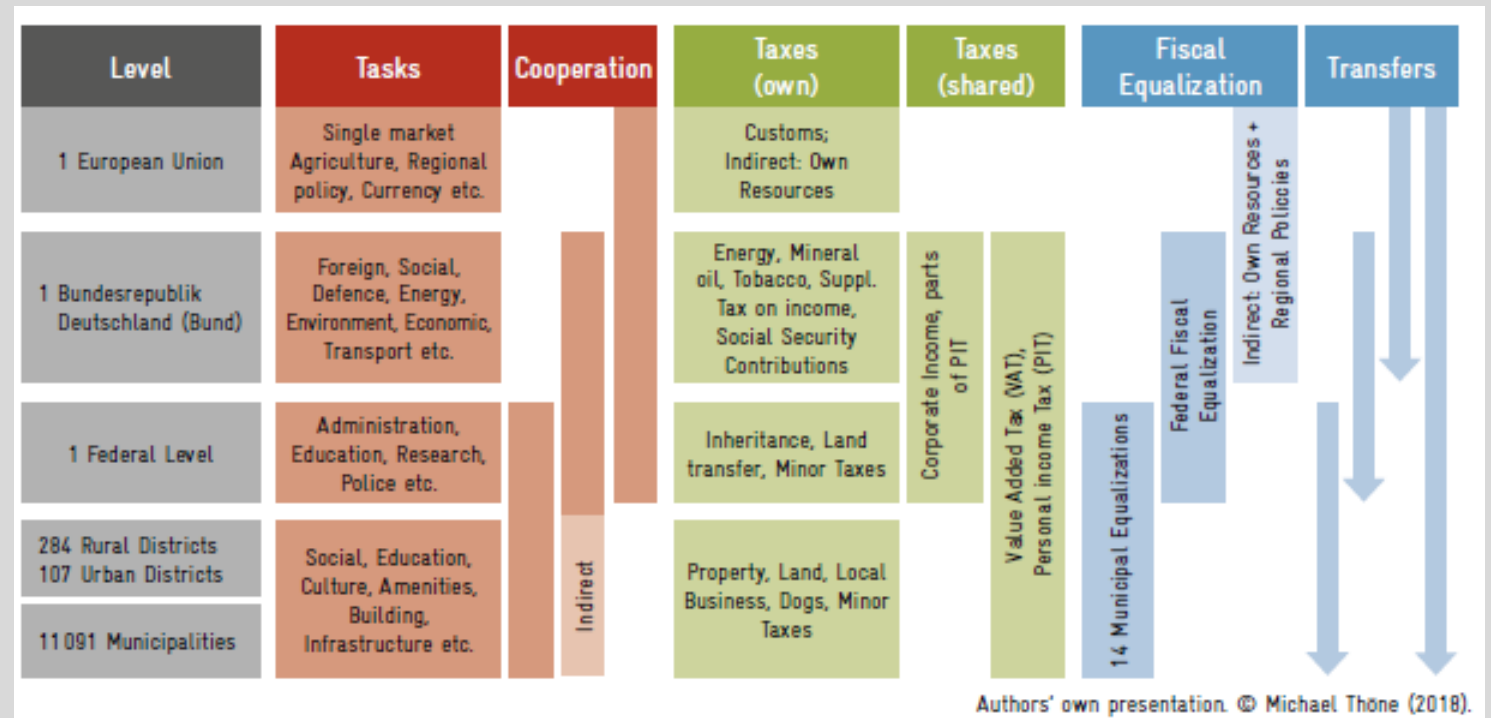 Level
Tasks
Cooperation
Taxes
(own)
Taxes
(shared)
Fiscal
Equalization
Transfers
1 European Union
Single market
Agriculture, Regional
policy, Currency etc.
Customs;
Indirect: Own
Resources
Indirect: Own Resources +
Regional Policcies
1 Bundesrepublik
Deutschland (Bund)
Foreign, Social,
Defence, Energy,
Environment, Economic,
Transport etc.
Energy, Mineral
oil, Tobacco, Suppl.
Tax on income,
Social Security
Contributions
Corporate Income, parts
of PIT
Value Added Tax (VAT),
Personal income Tax (PIT)
Federal Fiscal
Equalization
1 Federal Level
Administration,
Education, Research,
Police etc.
Inheritance, Land
transfer, Minor Taxes
14 Municipal Equalizations
284 Rural Districts
107 Urban Districts
11 091 Municipalities
Social, Education,
Culture, Amenities,
Building,
Infrastructure etc.
Indirect
Property, Land, Local
Business, Dogs, Minor
Taxes
Authors' own presentation. © Michael Thöne (2018).